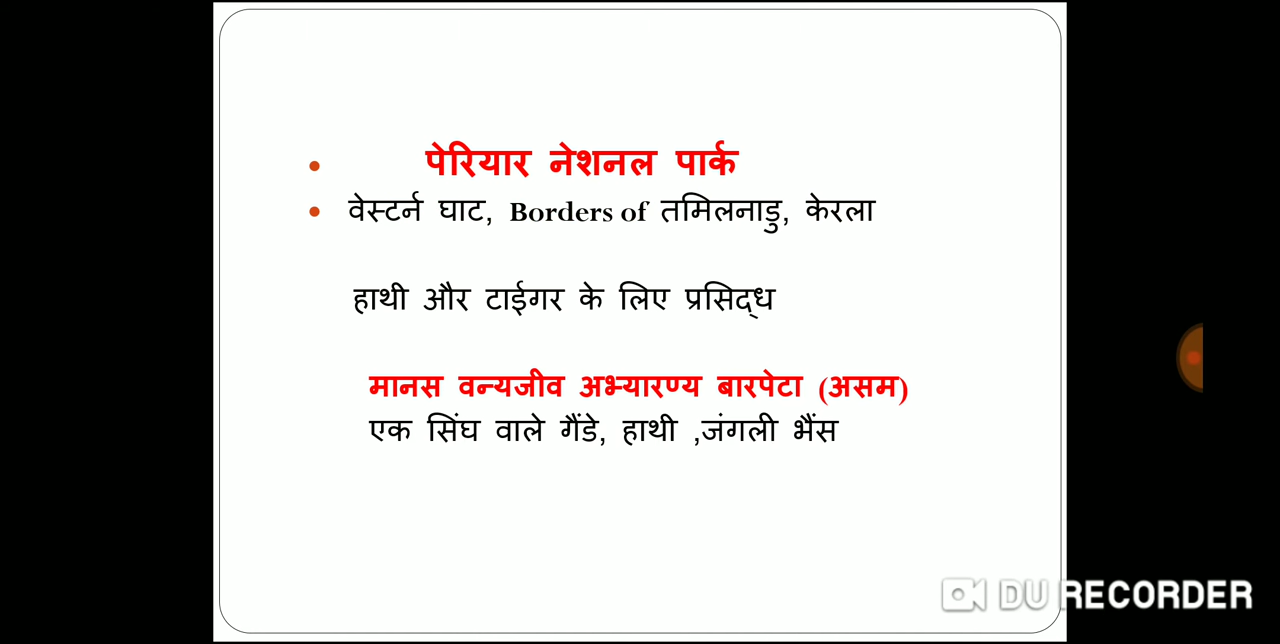 • पेरियार नेशनल पार्क
• वेस्टर्न घाट, Borders of तमिलनाडु, केरला
हाथी और टाईगर के लिए प्रसिद्ध
मानस वन्यजीव अभ्यारण्य बारपेटा (असम)
एक सिंघ वाले गैंडे, हाथी ,जंगली भैंस
DU RECORDER